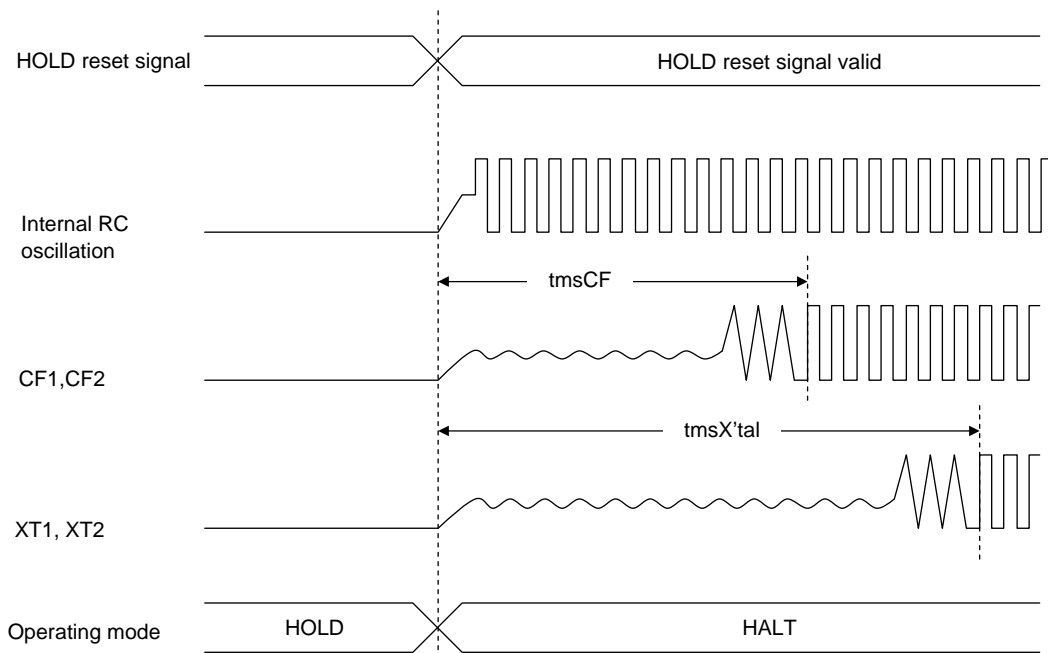 HOLD reset signal
HOLD reset signal valid
Internal RC
oscillation
tmsCF
CF1,CF2
tmsX'tal
XT1, XT2
Operating mode
HOLD
HALT